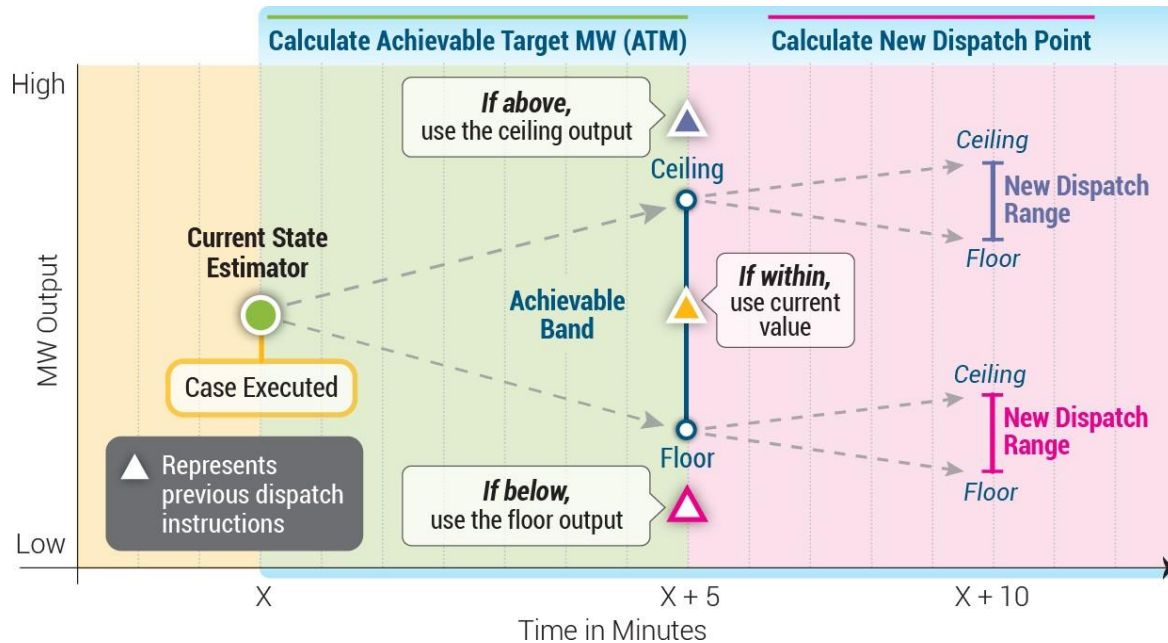 Calculate Achievable Target MW (ATM)
Calculate New Dispatch Point
High
MW Output
Low
If above,
use the ceiling output
Ceiling
Current State
Estimator
Case Executed
Achievable
Band
If within,
use current
value
Floor
If below,
use the floor output
Represents
previous dispatch
instructions
Ceiling
New Dispatch
Range
Floor
Ceiling
New Dispatch
Range
Floor
X
X + 5
X + 10
Time in Minutes